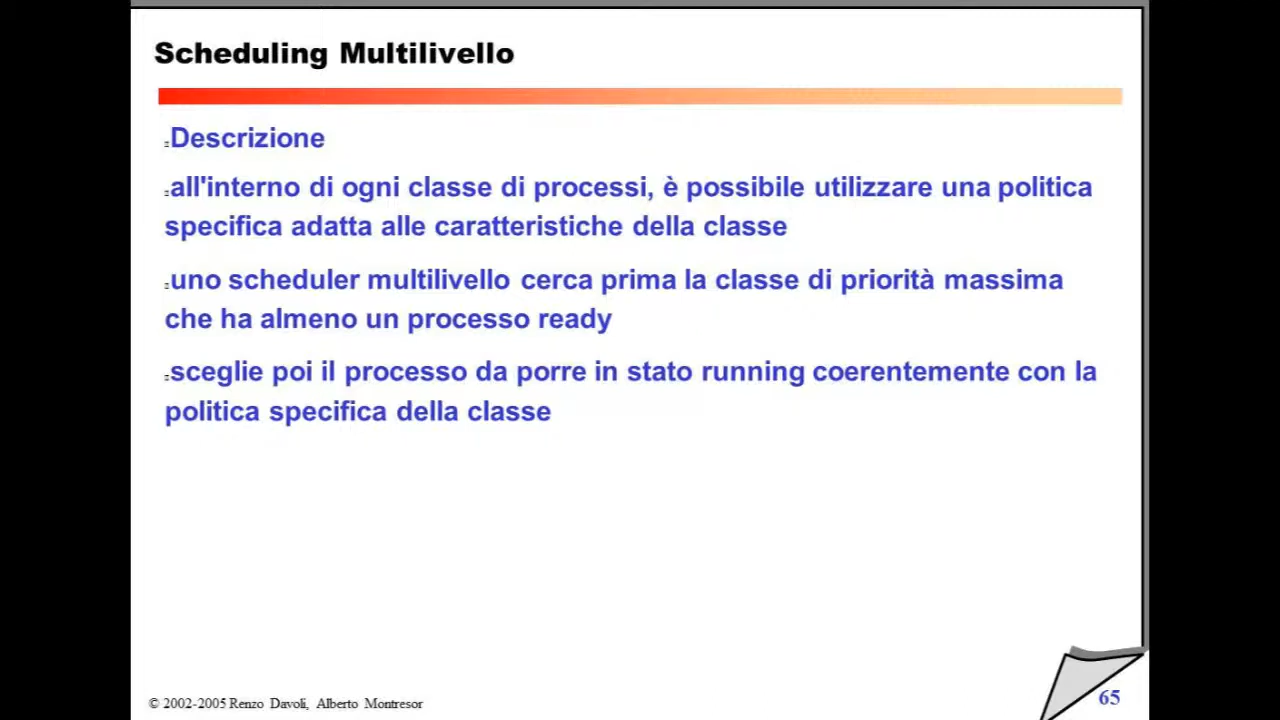 Scheduling Multilivello
Descrizione
all'interno di ogni classe di processi, è possibile utilizzare una politica
specifica adatta alle caratteristiche della classe
uno scheduler multilivello cerca prima la classe di priorità massima
che ha almeno un processo ready
sceglie poi il processo da porre in stato running coerentemente con la
politica specifica della classe
© 2002-2005 Renzo Davoli, Alberto Montresor
65